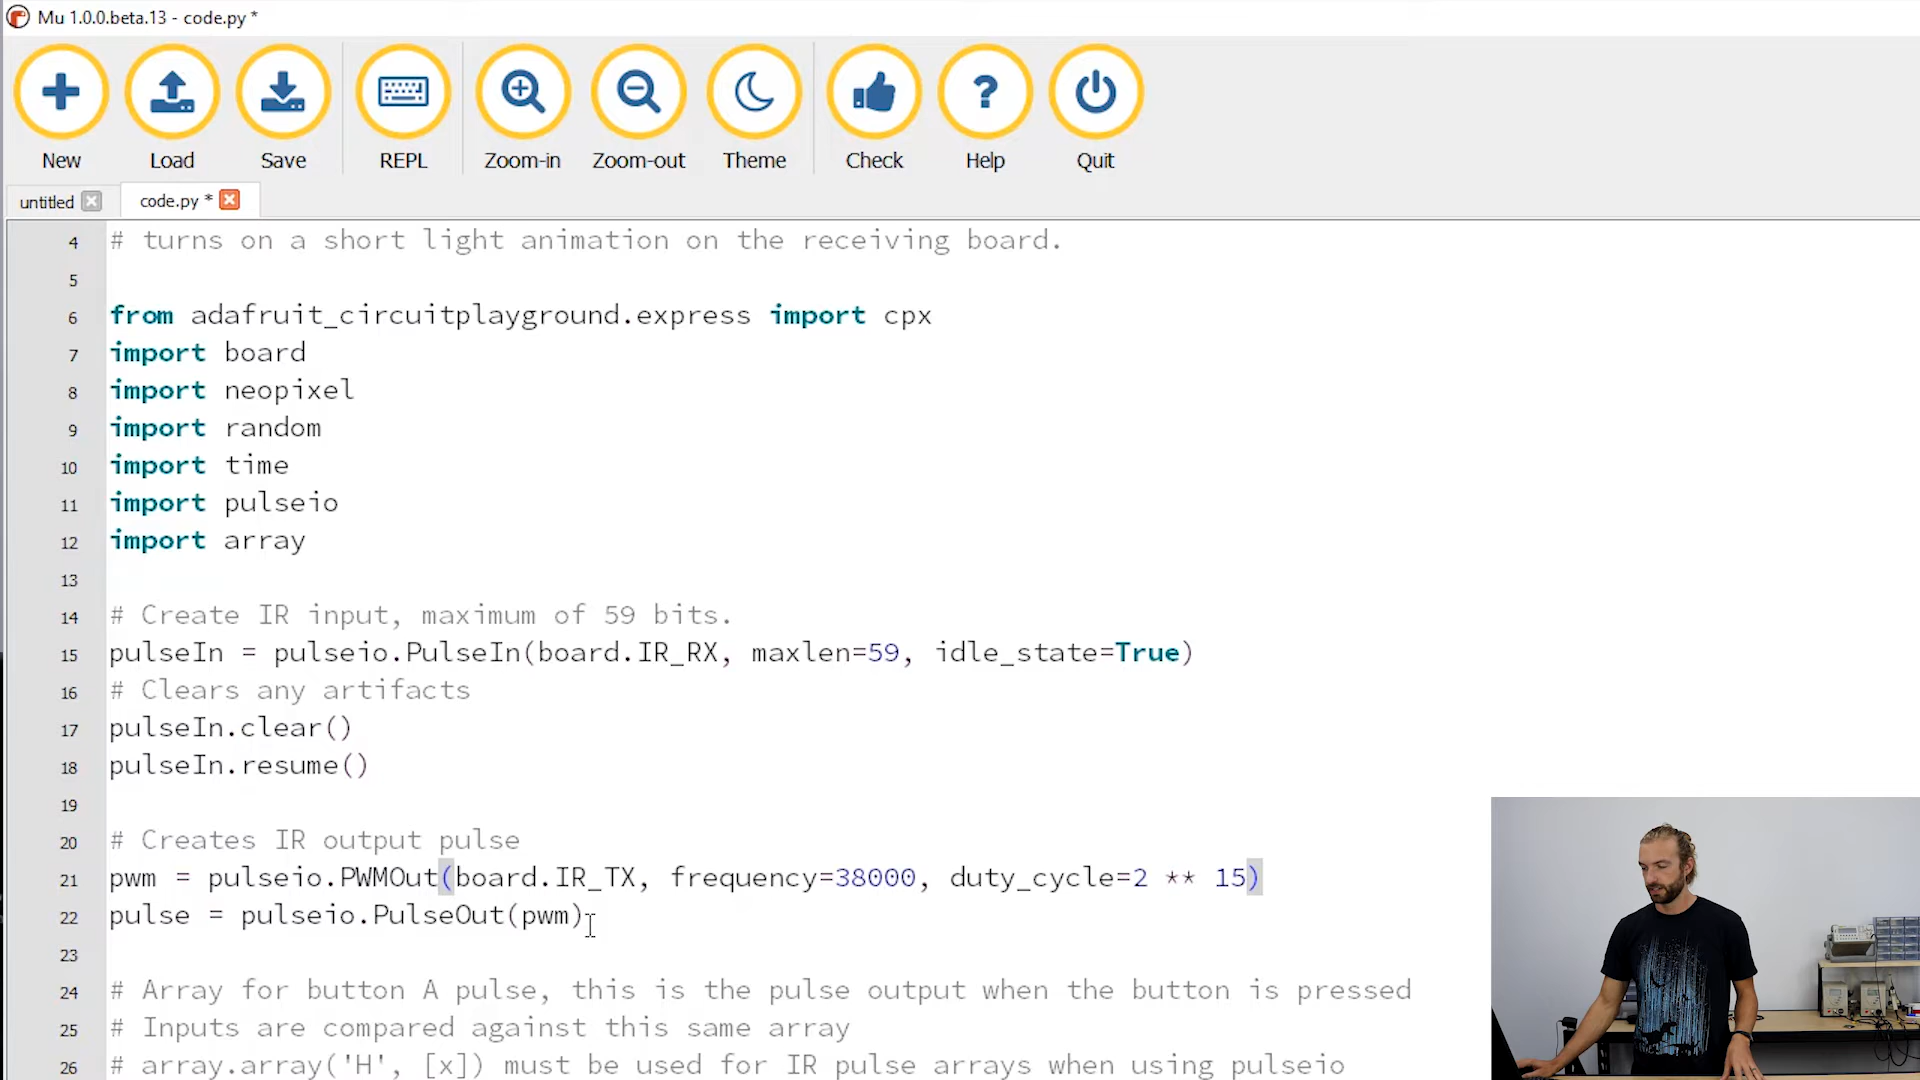 Mu 1.0.0.beta.13 - code.py *
New Load Save REPL Zoom-in Zoom-out Theme Check Help Quit
untitled code.py *
4 # turns on a short light animation on the receiving board.
5
6 from adafruit_circuitplayground.express import cpx
7 import board
8 import neopixel
9 import random
10 import time
11 import pulseio
12 import array
13
14 # Create IR input, maximum of 59 bits.
15 pulseIn = pulseio.PulseIn(board.IR_RX, maxlen=59, idle_state=True)
16 # Clears any artifacts
17 pulseIn.clear()
18 pulseIn.resume()
19
20 # Creates IR output pulse
21 pwm = pulseio.PWMOut(board.IR_TX, frequency=38000, duty_cycle=2 ** 15)
22 pulse = pulseio.PulseOut(pwm)
23
24 # Array for button A pulse, this is the pulse output when the button is pressed
25 # Inputs are compared against this same array
26 # array.array('H', [x]) must be used for IR pulse arrays when using pulseio